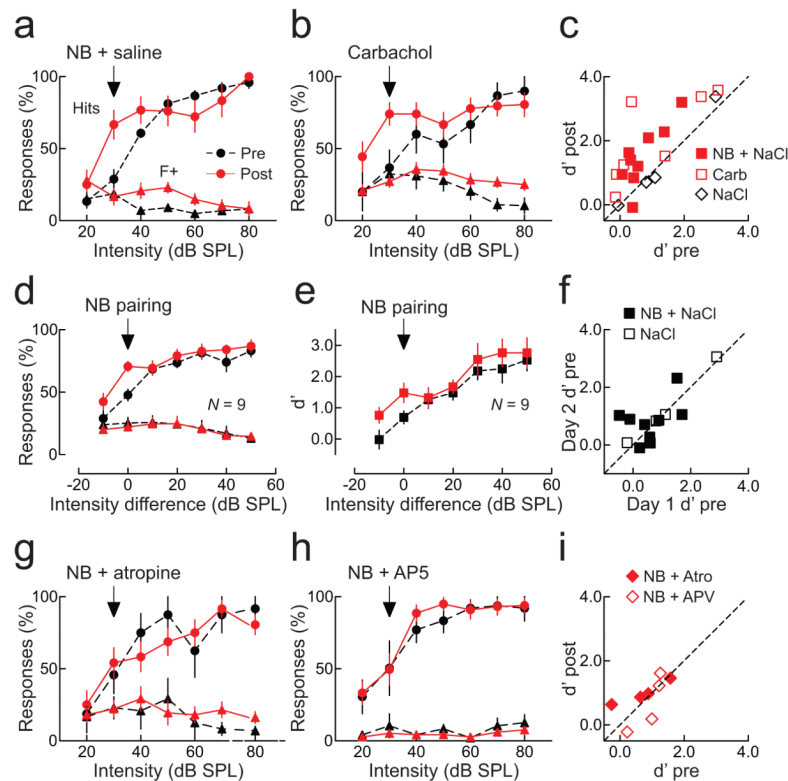 a
NB + saline
Responses (%)
100
50
0
Hits
F+
Pre
Post
20 40 60 80
Intensity (dB SPL)
b
Carbachol
Responses (%)
100
50
0
20 40 60 80
Intensity (dB SPL)
c
d' post
4.0
2.0
0.0
NB + NaCl
Carb
NaCl
0.0 2.0 4.0
d' pre
d
NB pairing
Responses (%)
100
50
0
N = 9
-20 0 20 40 60
Intensity difference (dB SPL)
e
NB pairing
d'
3.0
2.0
1.0
0.0
N = 9
-20 0 20 40 60
Intensity difference (dB SPL)
f
Day 2 d' pre
4.0
2.0
0.0
NB + NaCl
NaCl
0.0 2.0 4.0
Day 1 d' pre
g
NB + atropine
Responses (%)
100
50
0
20 40 60 80
Intensity (dB SPL)
h
NB + AP5
Responses (%)
100
50
0
20 40 60 80
Intensity (dB SPL)
i
d' post
4.0
2.0
0.0
NB + Atro
NB + APV
0.0 2.0 4.0
d' pre